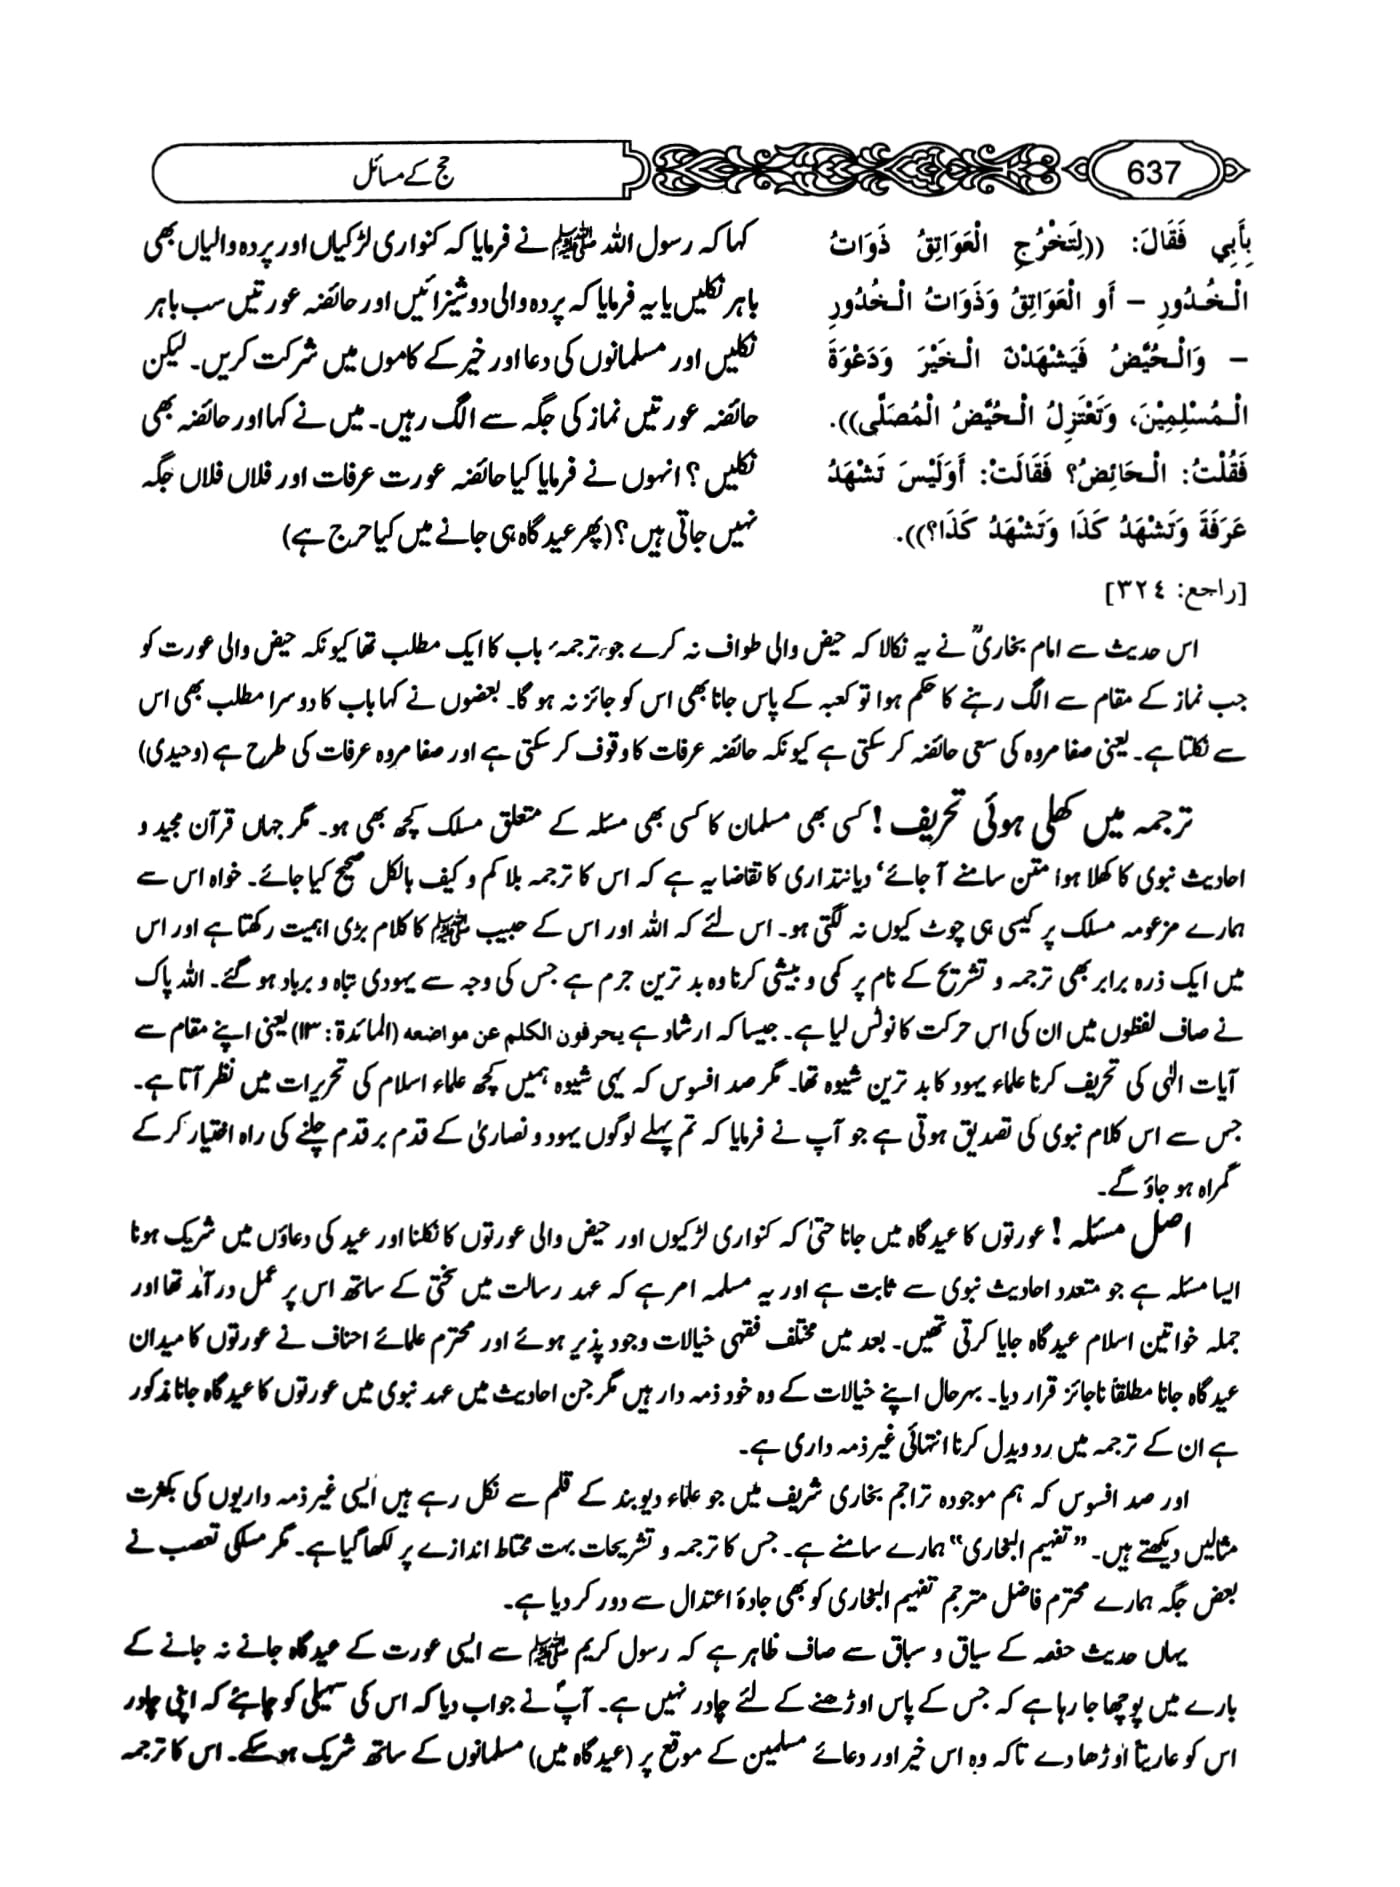 637
حج کے مسائل
بِأَبِي فَقَالَ: ((لِتَخْرُجِ الْعَوَاتِقُ ذَوَاتُ
الْخُدُورِ – أَو الْعَوَاتِقُ وَذَوَاتُ الْخُدُورِ
– وَالْحُيَّضُ فَيَشْهَدْنَ الْخَيْرَ وَدَعْوَةَ
الْمُسْلِمِيْنَ، وَتَعْتَزِلُ الْحُيَّضُ الْمُصَلَّى)).
فَقُلْتُ: الْحَائِضُ؟ فَقَالَتْ: أَوَلَيْسَ تَشْهَدُ
عَرَفَةَ وَتَشْهَدُ كَذَا وَتَشْهَدُ كَذَا؟)).
[راجع: ٣٢٤]
کہا کہ رسول اللہ ﷺ نے فرمایا کہ کنواری لڑکیاں اور پردہ والیاں بھی
باہر نکلیں یا یہ فرمایا کہ پردہ والی دوشیزائیں اور حائضہ عورتیں سب باہر
نکلیں اور مسلمانوں کی دعا اور خیر کے کاموں میں شرکت کریں۔ لیکن
حائضہ عورتیں نماز کی جگہ سے الگ رہیں۔ میں نے کہا اور حائضہ بھی
نکلیں ؟ انہوں نے فرمایا کیا حائضہ عورت عرفات اور فلاں فلاں جگہ
نہیں جاتی ہیں ؟ (پھر عید گاہ ہی جانے میں کیا حرج ہے)
اس حدیث سے امام بخاریؒ نے یہ نکالا کہ حیض والی طواف نہ کرے جو ترجمہ باب کا ایک مطلب تھا کیونکہ حیض والی عورت کو
جب نماز کے مقام سے الگ رہنے کا حکم ہوا تو کعبہ کے پاس جانا بھی اس کو جائز نہ ہو گا۔ بعضوں نے کہا باب کا دوسرا مطلب بھی اس
سے نکلتا ہے۔ یعنی صفا مروہ کی سعی حائضہ کر سکتی ہے کیونکہ حائضہ عرفات کا وقوف کر سکتی ہے اور صفا مروہ عرفات کی طرح ہے (وحیدی)
ترجمہ میں کھلی ہوئی تحریف ! کسی بھی مسلمان کا کسی بھی مسئلہ کے متعلق مسلک کچھ بھی ہو۔ مگر جہاں قرآن مجید و
احادیث نبوی کا کھلا ہوا متن سامنے آ جائے‘ دیانتداری کا تقاضا یہ ہے کہ اس کا ترجمہ بلا کم و کیف بالکل صحیح کیا جائے۔ خواہ اس سے
ہمارے مزعومہ مسلک پر کیسی ہی چوٹ کیوں نہ لگتی ہو۔ اس لئے کہ اللہ اور اس کے حبیب ﷺ کا کلام بڑی اہمیت رکھتا ہے اور اس
میں ایک ذرہ برابر بھی ترجمہ و تشریح کے نام پر کمی و بیشی کرنا وہ بد ترین جرم ہے جس کی وجہ سے یہودی تباہ و برباد ہو گئے۔ اللہ پاک
نے صاف لفظوں میں ان کی اس حرکت کا نوٹس لیا ہے۔ جیسا کہ ارشاد ہے یحرفون الکلم عن مواضعه (المائدۃ : ۱۳) یعنی اپنے مقام سے
آیات الٰہی کی تحریف کرنا علماء یہود کا بد ترین شیوہ تھا۔ مگر صد افسوس کہ یہی شیوہ ہمیں کچھ علماء اسلام کی تحریرات میں نظر آتا ہے۔
جس سے اس کلام نبوی کی تصدیق ہوتی ہے جو آپ نے فرمایا کہ تم پہلے لوگوں یہود و نصاریٰ کے قدم بر قدم چلنے کی راہ اختیار کر کے
گمراہ ہو جاؤ گے۔
اصل مسئلہ ! عورتوں کا عیدگاہ میں جانا حتیٰ کہ کنواری لڑکیوں اور حیض والی عورتوں کا نکلنا اور عید کی دعاؤں میں شریک ہونا
ایسا مسئلہ ہے جو متعدد احادیث نبوی سے ثابت ہے اور یہ مسلمہ امر ہے کہ عہد رسالت میں سختی کے ساتھ اس پر عمل در آمد تھا اور
جملہ خواتین اسلام عیدگاہ جایا کرتی تھیں۔ بعد میں مختلف فقہی خیالات وجود پذیر ہوئے اور محترم علمائے احناف نے عورتوں کا میدان
عیدگاہ جانا مطلقاً ناجائز قرار دیا۔ بہرحال اپنے خیالات کے وہ خود ذمہ دار ہیں مگر جن احادیث میں عہد نبوی میں عورتوں کا عیدگاہ جانا مذکور
ہے ان کے ترجمہ میں رد وبدل کرنا انتہائی غیر ذمہ داری ہے۔
اور صد افسوس کہ ہم موجودہ تراجم بخاری شریف میں جو علماء دیوبند کے قلم سے نکل رہے ہیں ایسی غیر ذمہ داریوں کی بکثرت
مثالیں دیکھتے ہیں۔ ”تفہیم البخاری“ ہمارے سامنے ہے۔ جس کا ترجمہ و تشریحات بہت محتاط اندازے پر لکھا گیا ہے۔ مگر مسلکی تعصب نے
بعض جگہ ہمارے محترم فاضل مترجم تفہیم البخاری کو بھی جادۂ اعتدال سے دور کر دیا ہے۔
یہاں حدیث حفصہ کے سیاق و سباق سے صاف ظاہر ہے کہ رسول کریم ﷺ سے ایسی عورت کے عیدگاہ جانے نہ جانے کے
بارے میں پوچھا جا رہا ہے کہ جس کے پاس اوڑھنے کے لئے چادر نہیں ہے۔ آپؐ نے جواب دیا کہ اس کی سہیلی کو چاہئے کہ اپنی چادر
اس کو عاریتاً اوڑھا دے تاکہ وہ اس خیر اور دعائے مسلمین کے موقع پر (عیدگاہ میں) مسلمانوں کے ساتھ شریک ہو سکے۔ اس کا ترجمہ